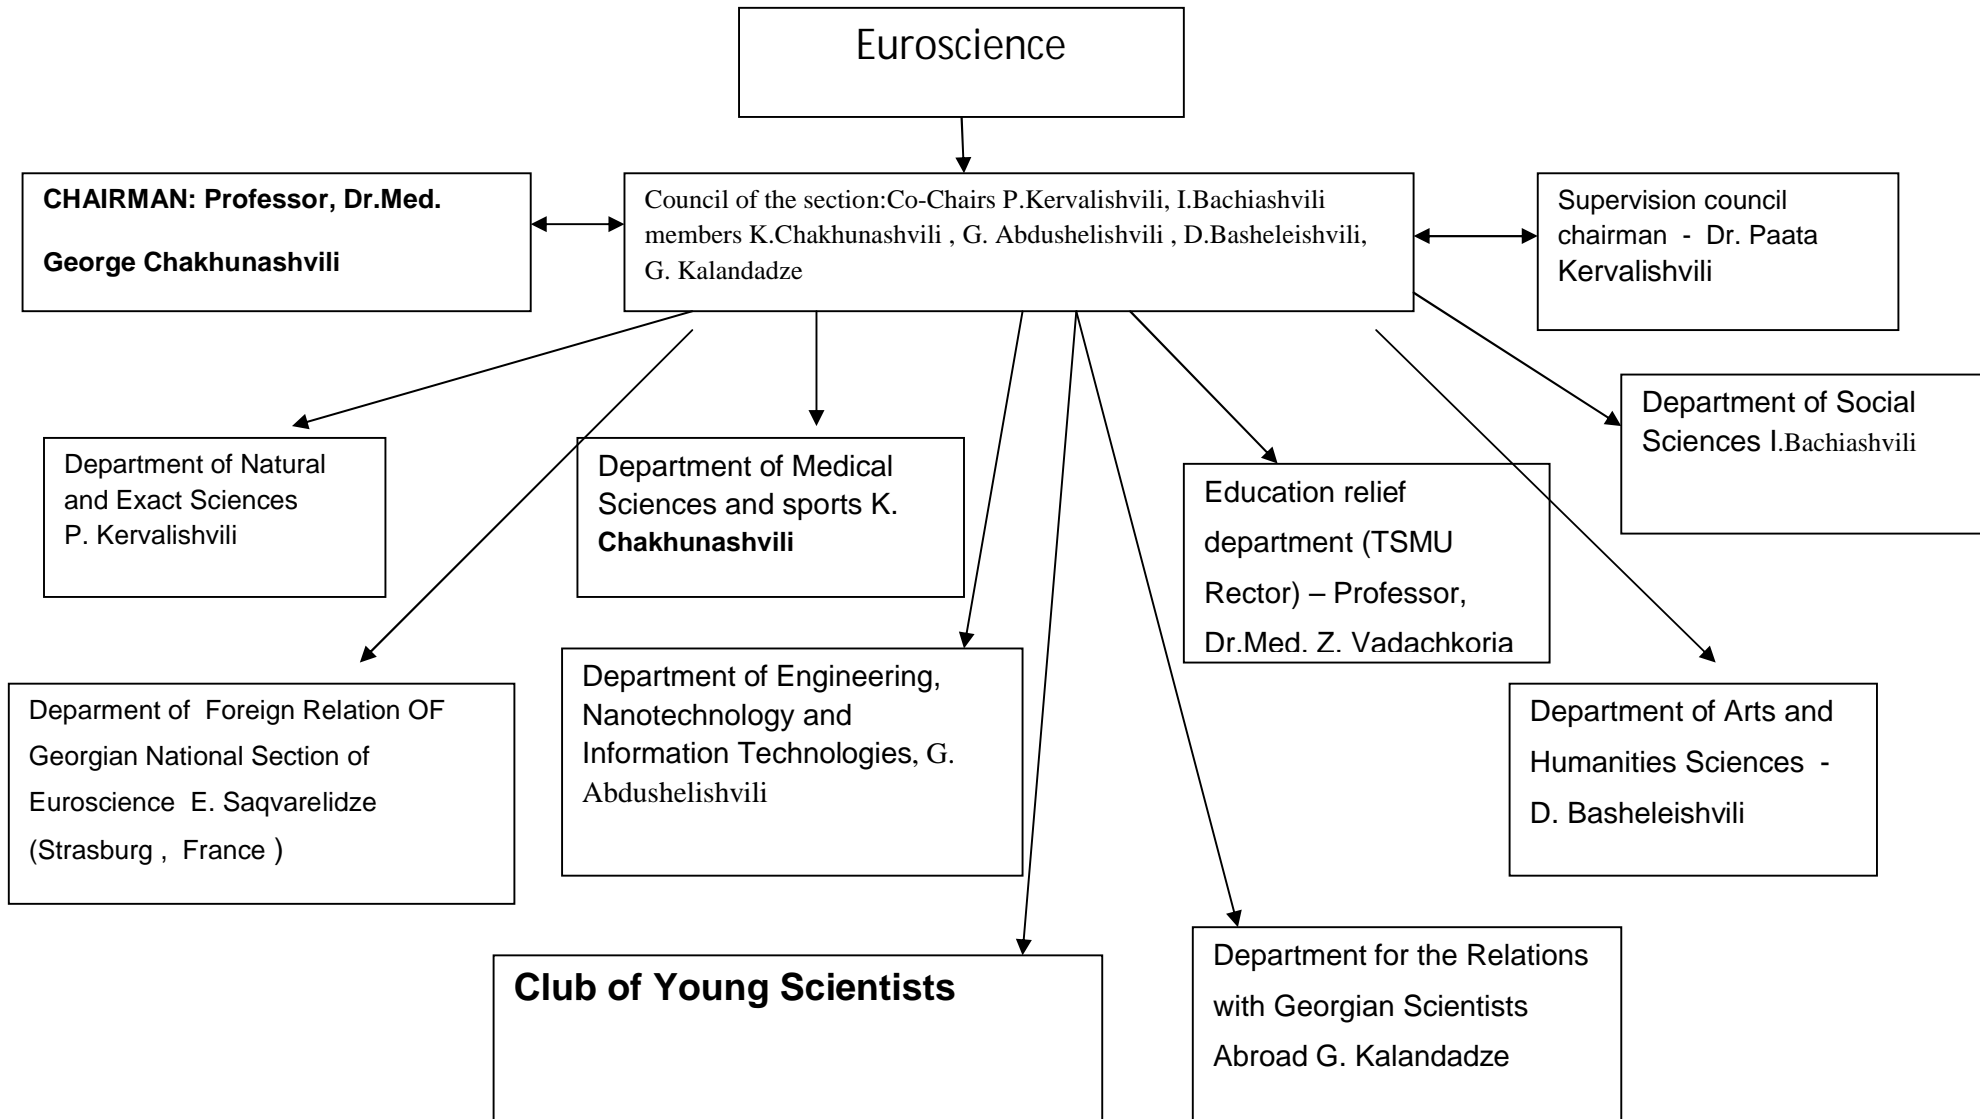 Euroscience
CHAIRMAN: Professor, Dr.Med.
George Chakhunashvili
Council of the section:Co-Chairs P.Kervalishvili, I.Bachiashvili
members K.Chakhunashvili , G. Abdushelishvili , D.Basheleishvili,
G. Kalandadze
Supervision council
chairman - Dr. Paata
Kervalishvili
Department of Natural
and Exact Sciences
P. Kervalishvili
Department of Medical
Sciences and sports K.
Chakhunashvili
Education relief
department (TSMU
Rector) – Professor,
Dr.Med. Z. Vadachkoria
Department of Social
Sciences I.Bachiashvili
Deparment of Foreign Relation OF
Georgian National Section of
Euroscience E. Saqvarelidze
(Strasburg , France )
Department of Engineering,
Nanotechnology and
Information Technologies, G.
Abdushelishvili
Department of Arts and
Humanities Sciences -
D. Basheleishvili
Club of Young Scientists
Department for the Relations
with Georgian Scientists
Abroad G. Kalandadze